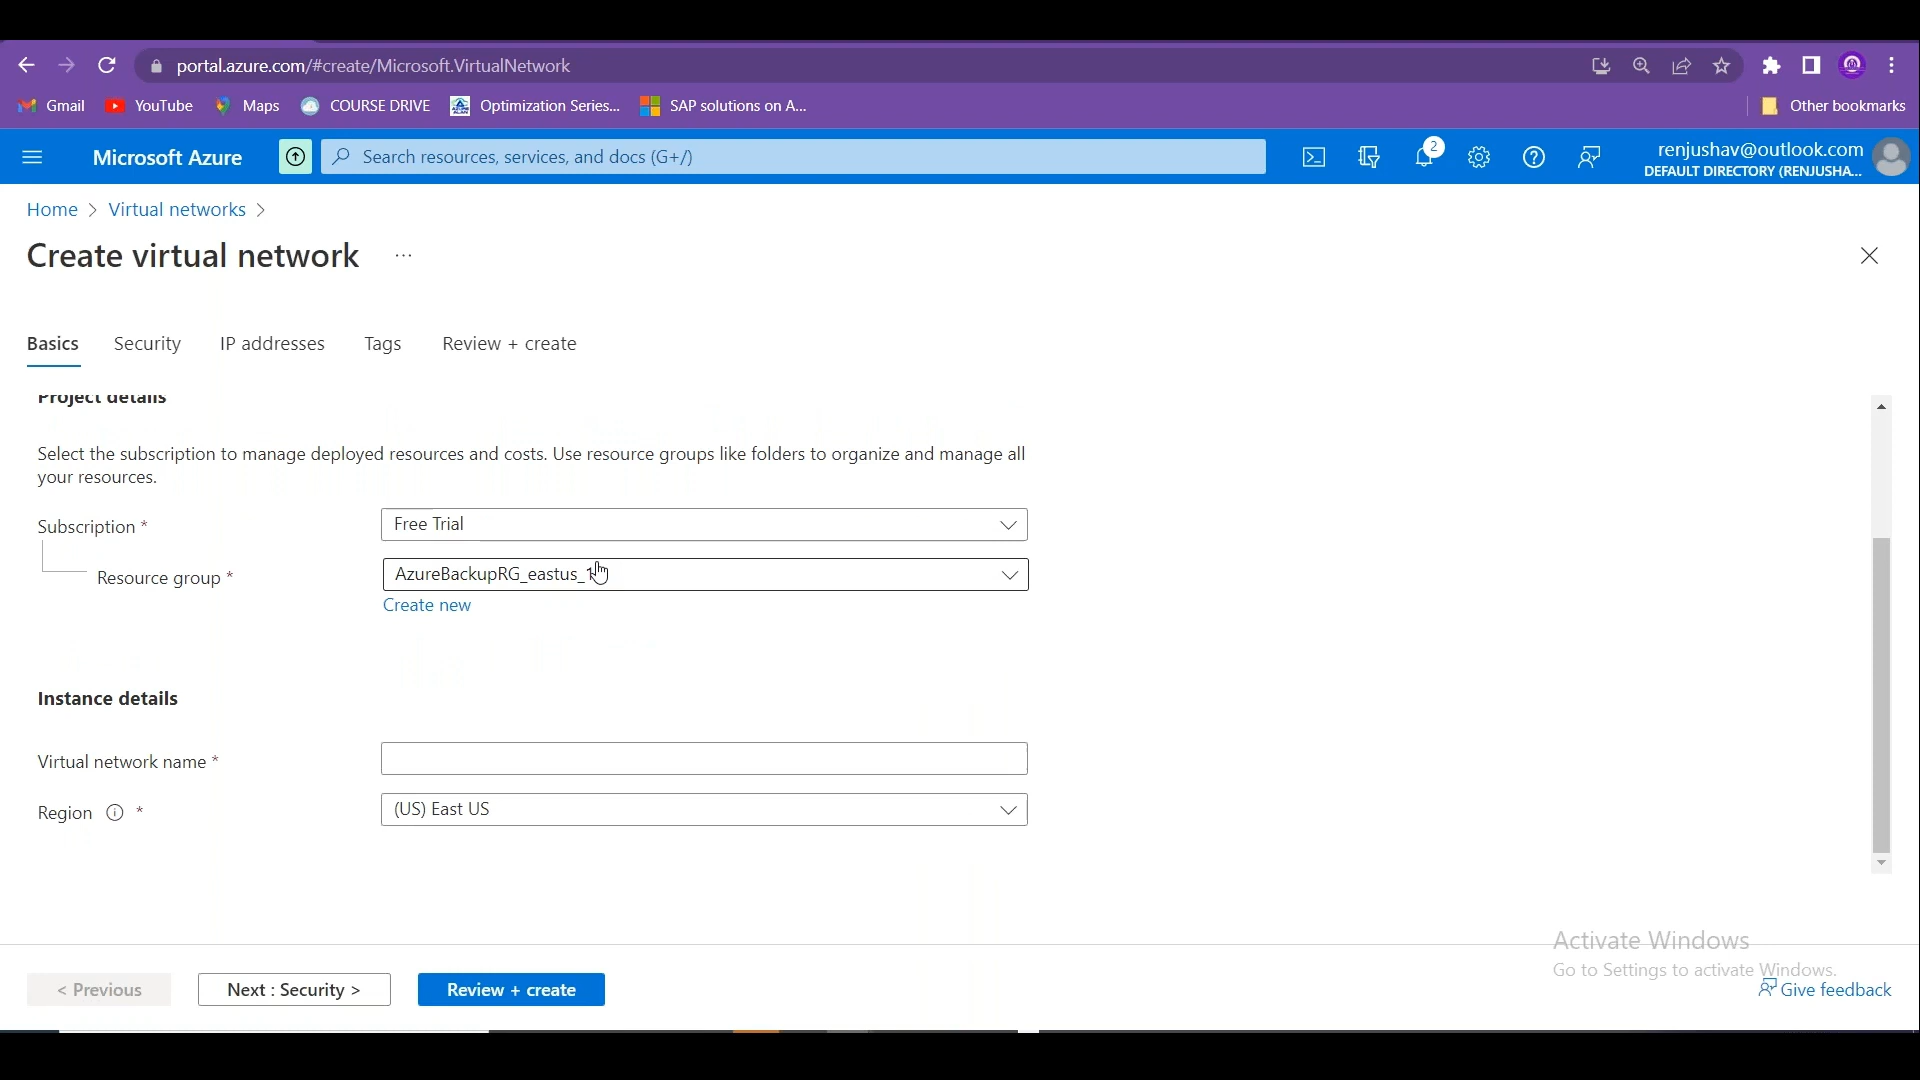 portal.azure.com/#create/Microsoft.VirtualNetwork
Gmail YouTube Maps COURSE DRIVE Optimization Series... SAP solutions on A... Other bookmarks
Microsoft Azure Search resources, services, and docs (G+/) 2 renjushav@outlook.com
DEFAULT DIRECTORY (RENJUSHA...
Home > Virtual networks >
Create virtual network ...
Basics Security IP addresses Tags Review + create
Project details
Select the subscription to manage deployed resources and costs. Use resource groups like folders to organize and manage all
your resources.
Subscription * Free Trial
Resource group * AzureBackupRG_eastus_1
Create new
Instance details
Virtual network name *
Region * (US) East US
Activate Windows
Go to Settings to activate Windows.
< Previous Next : Security > Review + create Give feedback